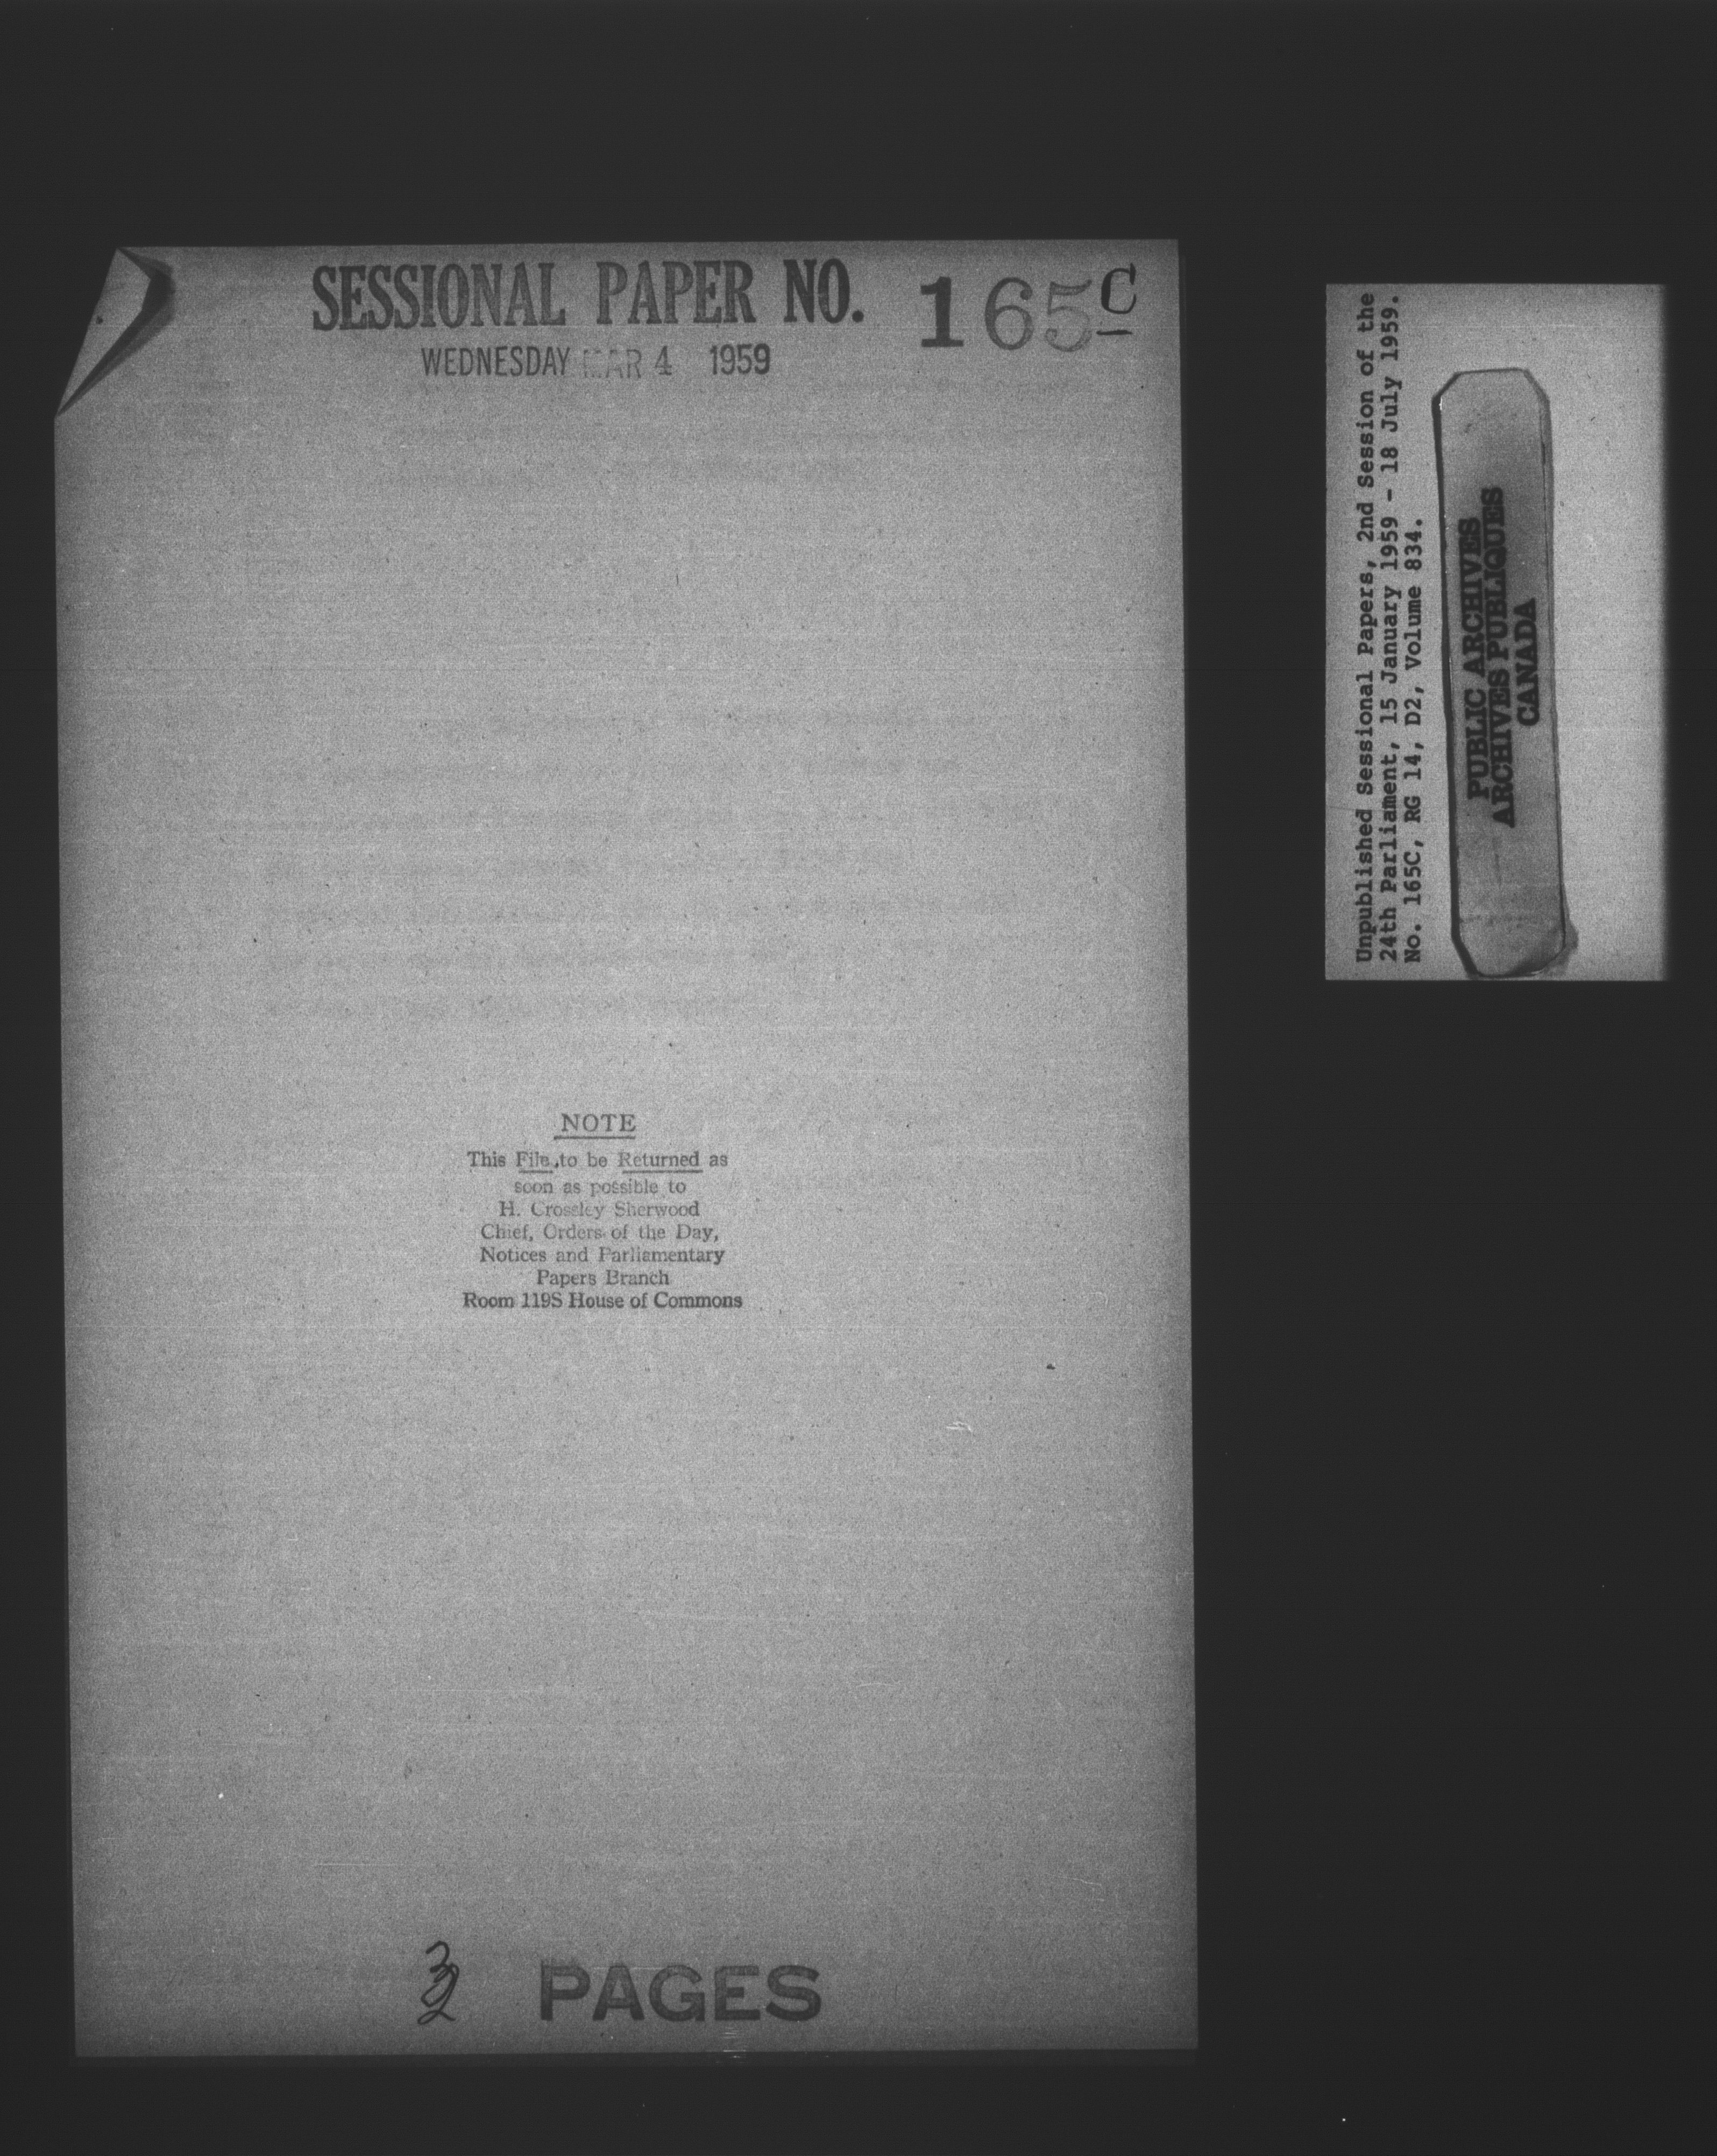 SESSIONAL PAPER NO. 165C
WEDNESDAY MAR 4 1959
NOTE
This File, to be Returned as
soon as possible to
H. Crossley Sherwood
Chief, Orders of the Day,
Notices and Parliamentary
Papers Branch
Room 119S House of Commons
PAGES
Unpublished Sessional Papers, 2nd Session of the
24th Parliament, 15 January 1959 - 18 July 1959.
No. 165C, RG 14, D2, Volume 834.
PUBLIC ARCHIVES
ARCHIVES PUBLIQUES
CANADA